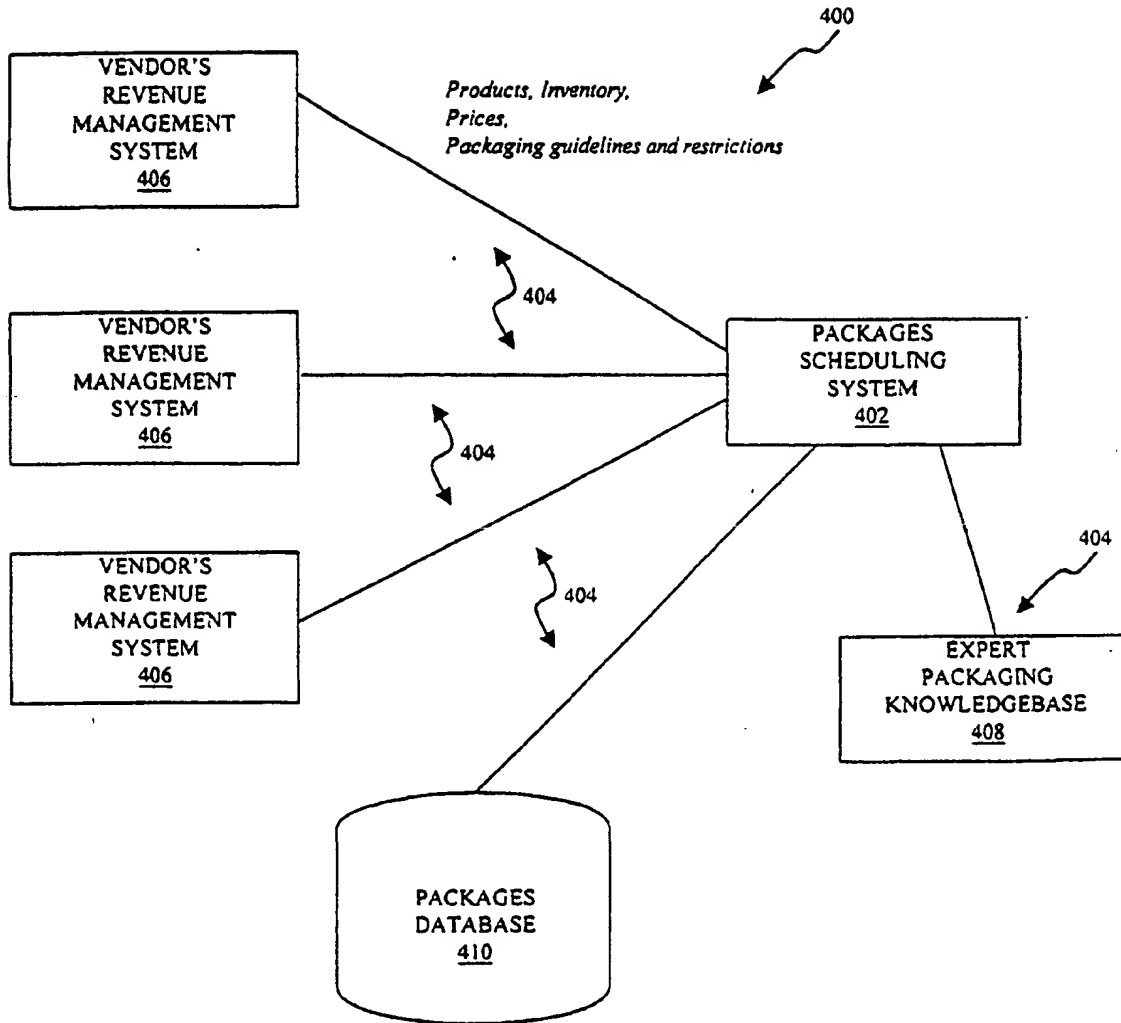 400
VENDOR'S
REVENUE
MANAGEMENT
SYSTEM
406
Products, Inventory,
Prices,
Packaging guidelines and restrictions
404
VENDOR'S
REVENUE
MANAGEMENT
SYSTEM
406
PACKAGES
SCHEDULING
SYSTEM
402
404
VENDOR'S
REVENUE
MANAGEMENT
SYSTEM
406
404
404
EXPERT
PACKAGING
KNOWLEDGEBASE
408
PACKAGES
DATABASE
410